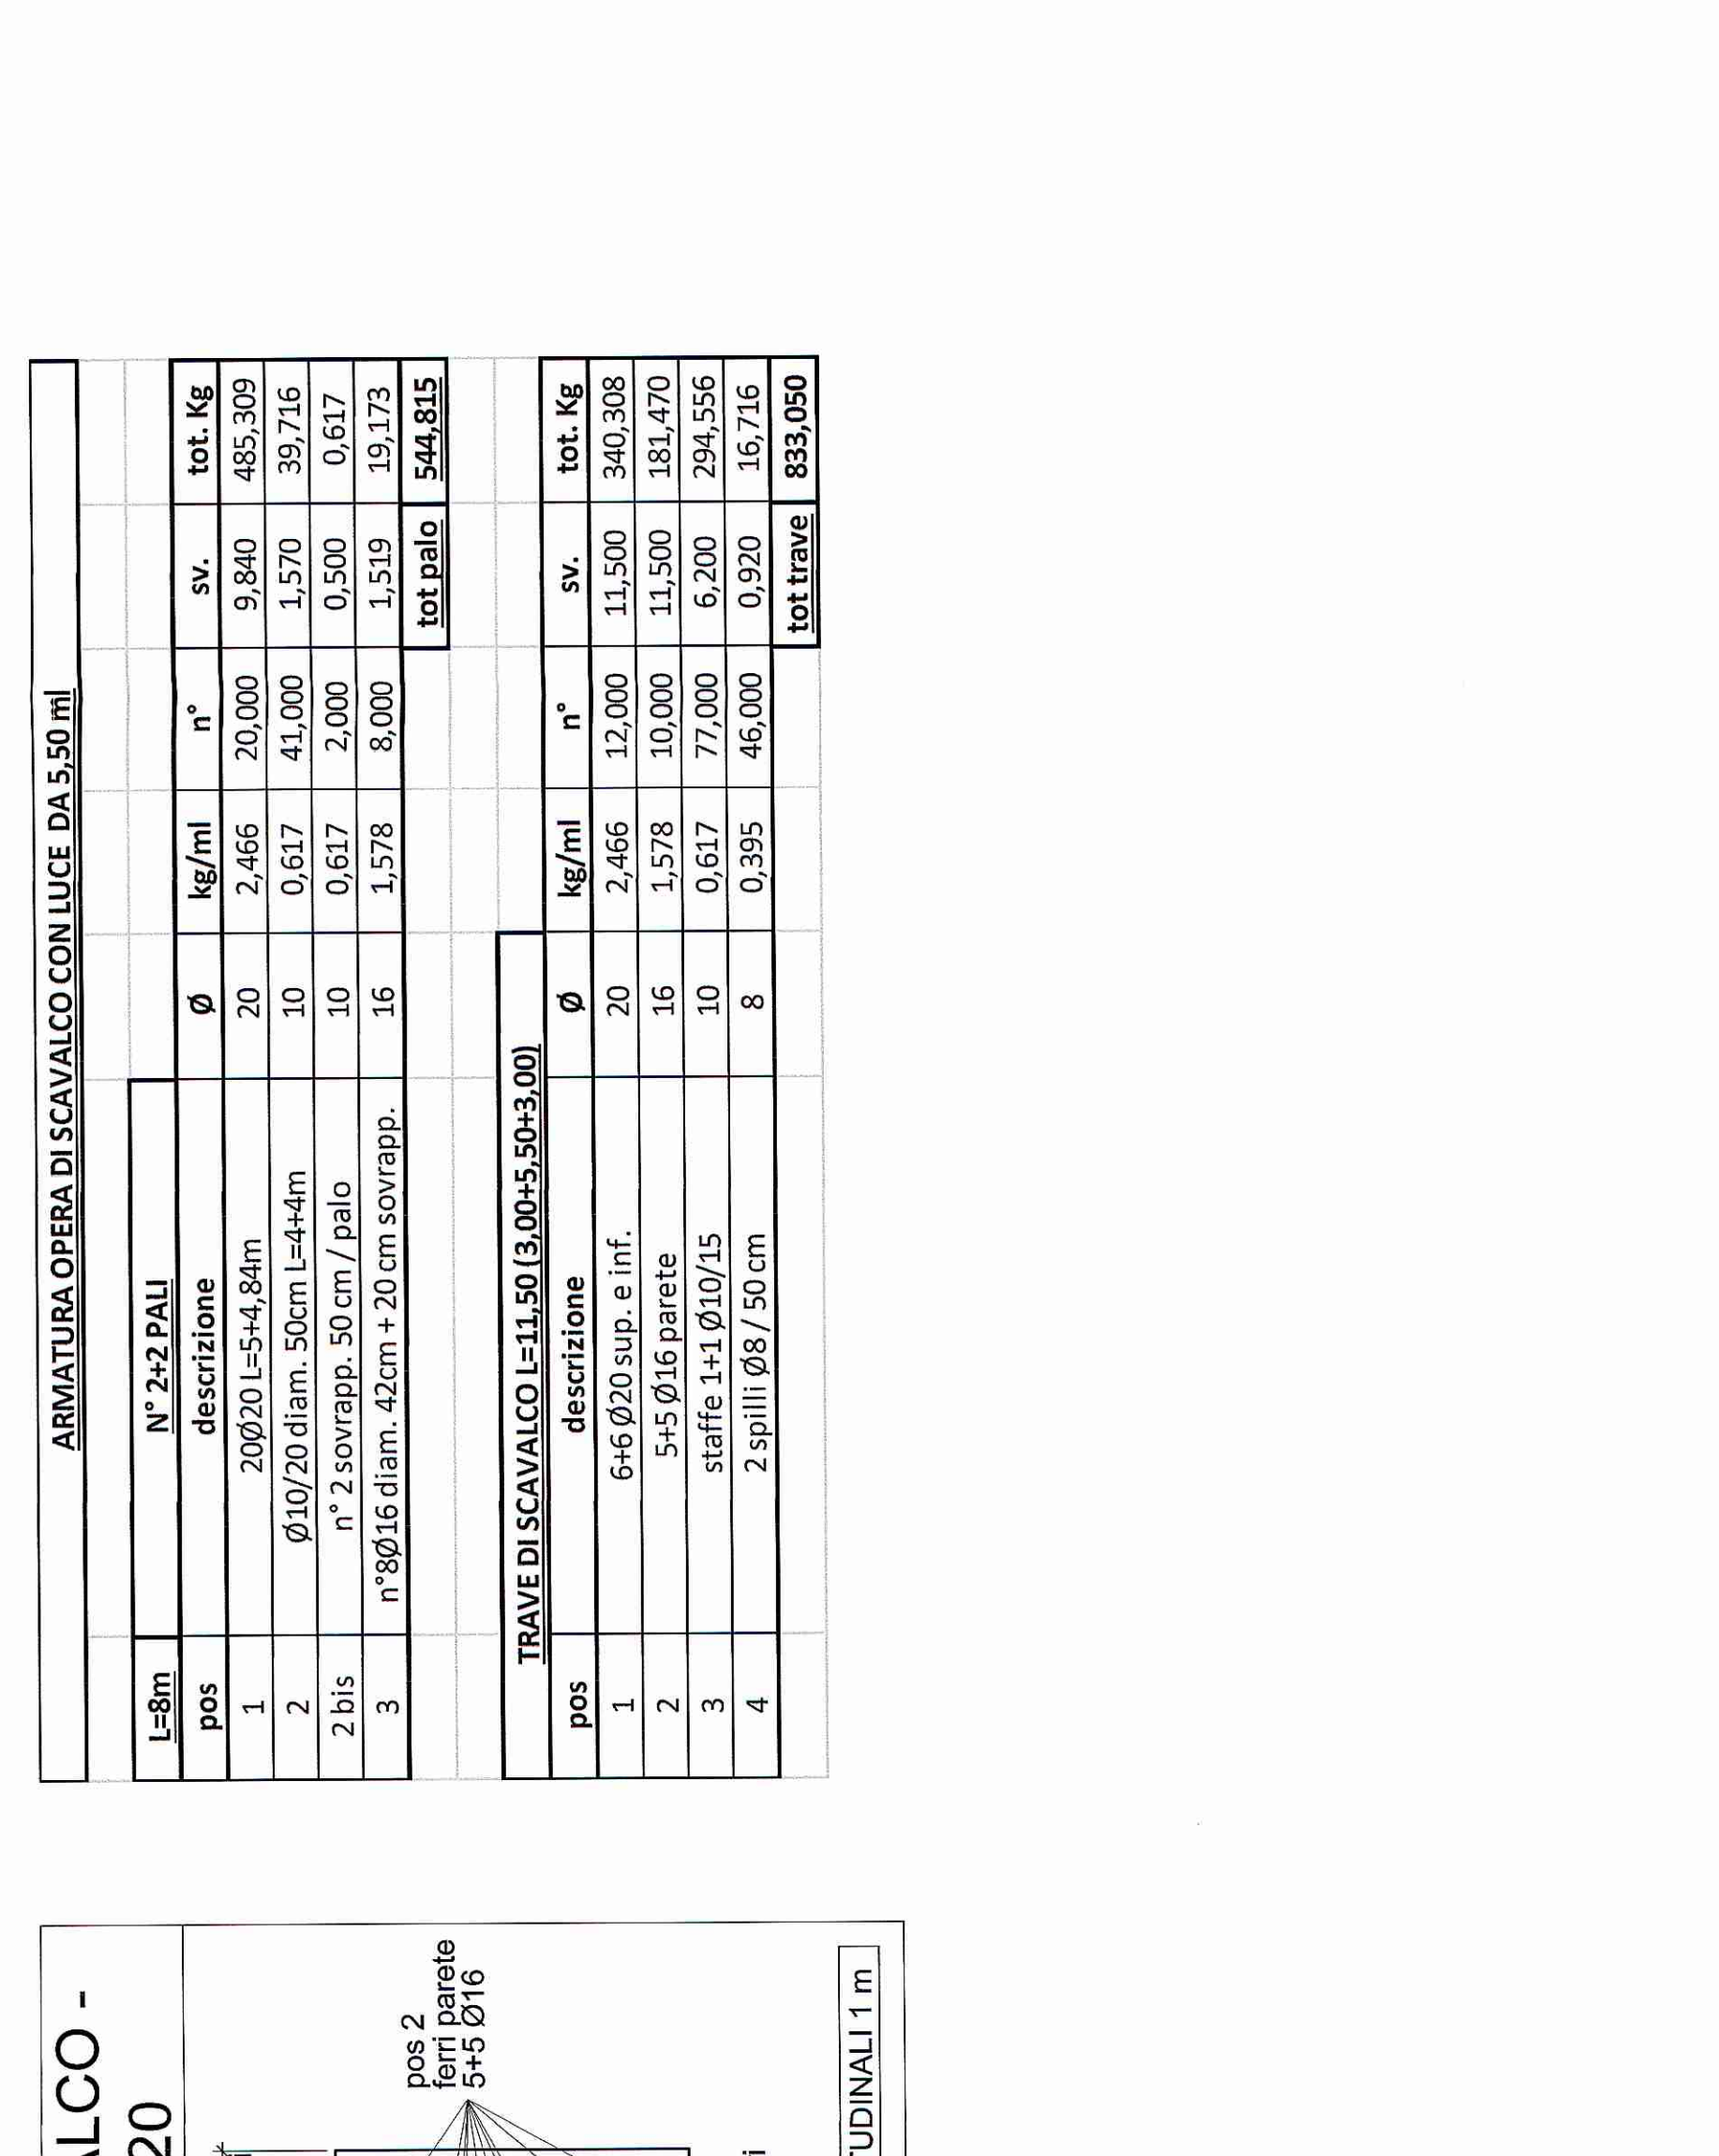 ARMATURA OPERA DI SCAVALCO CON LUCE DA 5,50 ml
L=8m N° 2+2 PALI
pos descrizione Ø kg/ml n° sv. tot. Kg
1 20Ø20 L=5+4,84m 20 2,466 20,000 9,840 485,309
2 Ø10/20 diam. 50cm L=4+4m 10 0,617 41,000 1,570 39,716
2 bis n° 2 sovrapp. 50 cm / palo 10 0,617 2,000 0,500 0,617
3 n°8Ø16 diam. 42cm + 20 cm sovrapp. 16 1,578 8,000 1,519 19,173
tot palo 544,815
TRAVE DI SCAVALCO L=11,50 (3,00+5,50+3,00)
pos descrizione Ø kg/ml n° sv. tot. Kg
1 6+6 Ø20 sup. e inf. 20 2,466 12,000 11,500 340,308
2 5+5 Ø16 parete 16 1,578 10,000 11,500 181,470
3 staffe 1+1 Ø10/15 10 0,617 77,000 6,200 294,556
4 2 spilli Ø8 / 50 cm 8 0,395 46,000 0,920 16,716
tot trave 833,050
ALCO -
20
pos 2
ferri parete
5+5 Ø16
TUDINALI 1 m